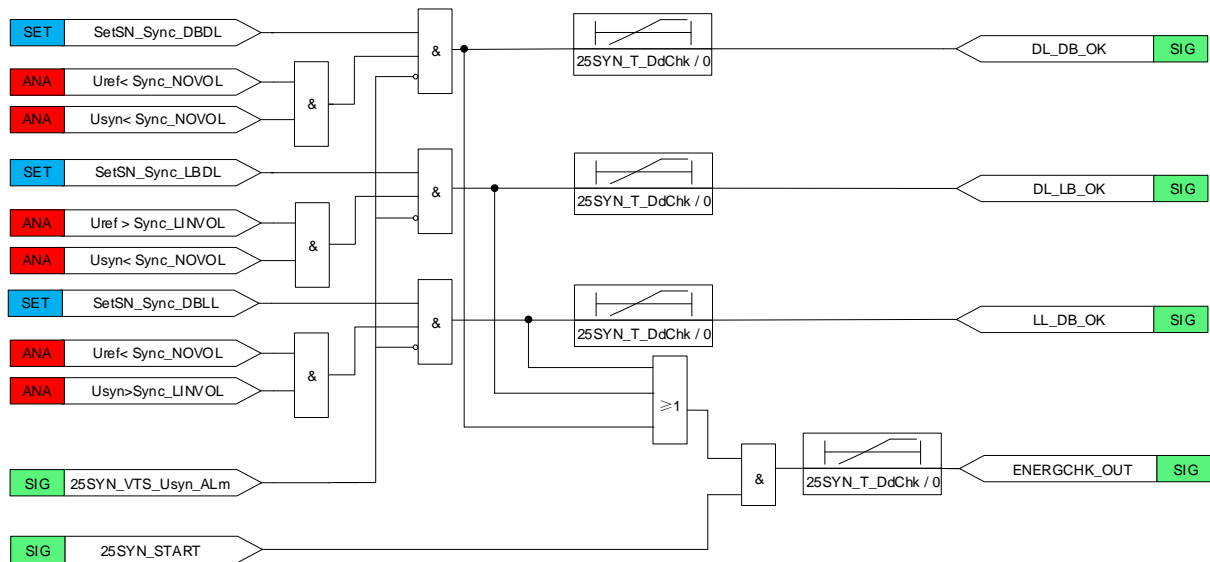 SET SetSN_Sync_DBDL
ANA Uref< Sync_NOVOL
ANA Usyn< Sync_NOVOL
&
&
25SYN_T_DdChk / 0
DL_DB_OK SIG
SET SetSN_Sync_LBDL
ANA Uref > Sync_LINVOL
ANA Usyn< Sync_NOVOL
&
&
25SYN_T_DdChk / 0
DL_LB_OK SIG
SET SetSN_Sync_DBLL
ANA Uref< Sync_NOVOL
ANA Usyn>Sync_LINVOL
&
&
25SYN_T_DdChk / 0
LL_DB_OK SIG
≥1
SIG 25SYN_VTS_Usyn_ALm
&
25SYN_T_DdChk / 0
ENERGCHK_OUT SIG
SIG 25SYN_START